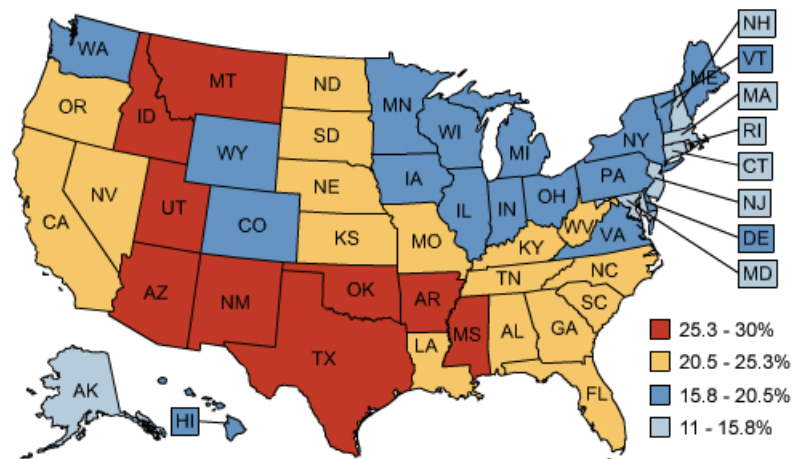 NH
WA
VT
MT
ND
ME
MN
MA
OR
ID
SD
WI
NY
RI
WY
MI
CT
NE
IA
PA
NV
NJ
UT
IL
IN
OH
CA
CO
DE
KS
MO
WV
VA
KY
MD
TN
NC
AZ
NM
OK
AR
SC
MS
AL
GA
LA
TX
FL
AK
HI
25.3 - 30%
20.5 - 25.3%
15.8 - 20.5%
11 - 15.8%